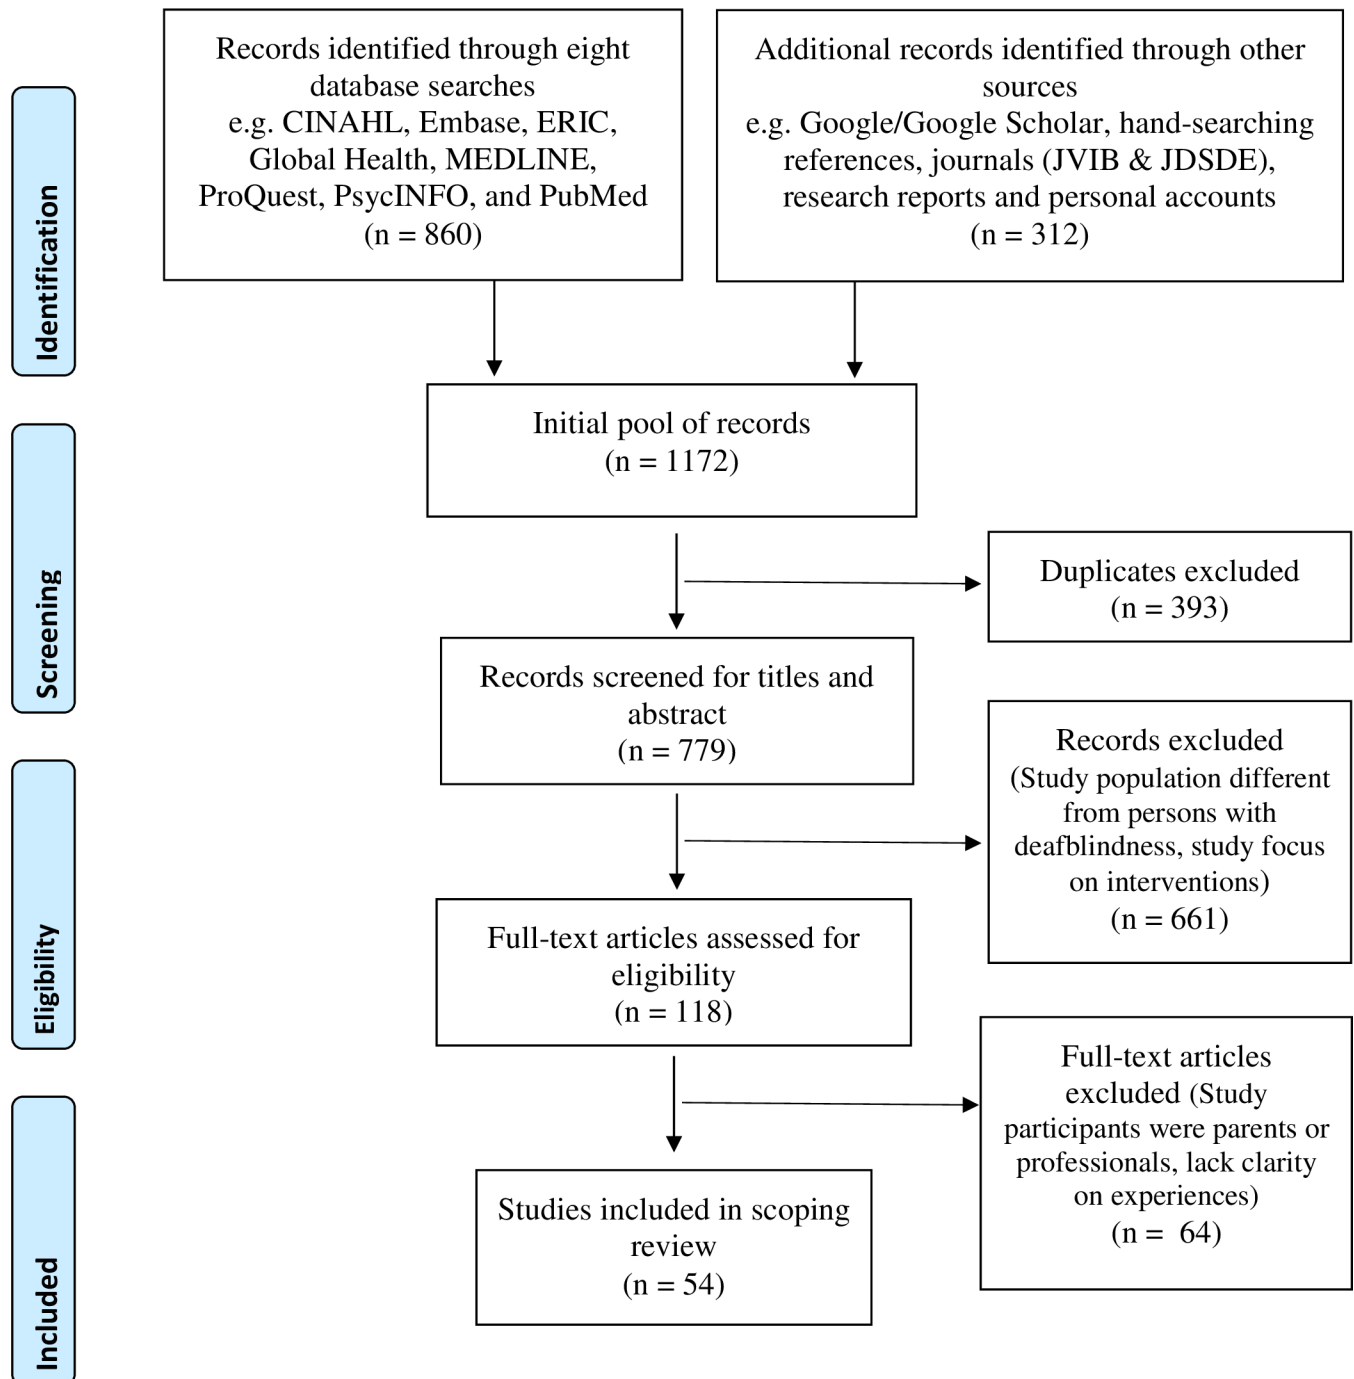 Records identified through eight
database searches
e.g. CINAHL, Embase, ERIC,
Global Health, MEDLINE,
ProQuest, PsycINFO, and PubMed
(n = 860)
Additional records identified through other
sources
e.g. Google/Google Scholar, hand-searching
references, journals (JVIB & JDSDE),
research reports and personal accounts
(n = 312)
Identification
Initial pool of records
(n = 1172)
Screening
Duplicates excluded
(n = 393)
Records screened for titles and
abstract
(n = 779)
Records excluded
(Study population different
from persons with
deafblindness, study focus
on interventions)
(n = 661)
Eligibility
Full-text articles assessed for
eligibility
(n = 118)
Full-text articles
excluded (Study
participants were parents or
professionals, lack clarity
on experiences)
(n =  64)
Included
Studies included in scoping
review
(n = 54)